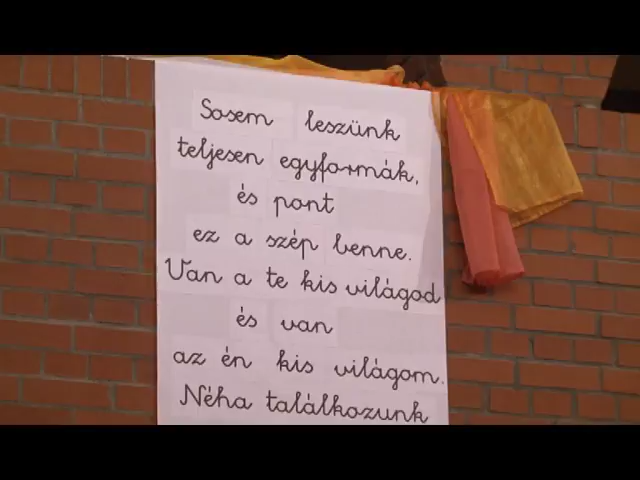 Sosem leszünk
teljesen egyformák,
és pont
ez a szép benne.
Van a te kis világod
és van
az én kis világom.
Néha találkozunk